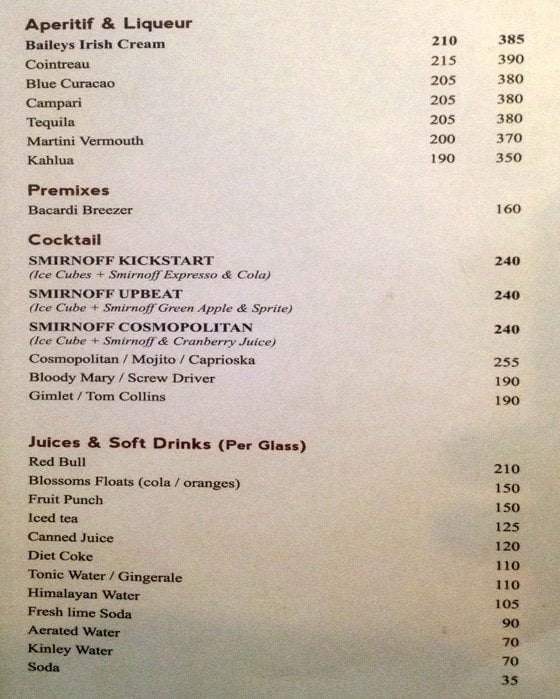 Aperitif & Liqueur
Baileys Irish Cream 210 385
Cointreau 215 390
Blue Curacao 205 380
Campari 205 380
Tequila 205 380
Martini Vermouth 200 370
Kahlua 190 350
Premixes
Bacardi Breezer 160
Cocktail
SMIRNOFF KICKSTART 240
(Ice Cubes + Smirnoff Expresso & Cola)
SMIRNOFF UPBEAT 240
(Ice Cube + Smirnoff Green Apple & Sprite)
SMIRNOFF COSMOPOLITAN 240
(Ice Cube + Smirnoff & Cranberry Juice)
Cosmopolitan / Mojito / Caprioska 255
Bloody Mary / Screw Driver 190
Gimlet / Tom Collins 190
Juices & Soft Drinks (Per Glass)
Red Bull 210
Blossoms Floats (cola / oranges) 150
Fruit Punch 150
Iced tea 125
Canned Juice 120
Diet Coke 110
Tonic Water / Gingerale 110
Himalayan Water 105
Fresh lime Soda 90
Aerated Water 70
Kinley Water 70
Soda 35